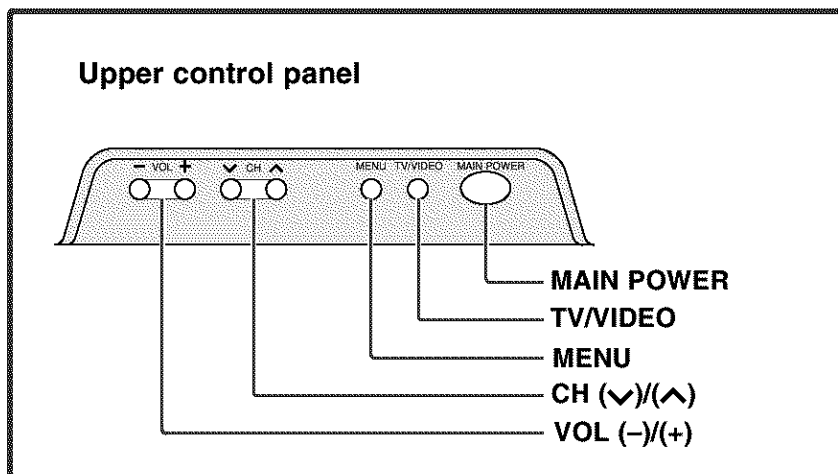 Upper control panel
− VOL + ∨ CH ∧ MENU TV/VIDEO MAIN POWER
MAIN POWER
TV/VIDEO
MENU
CH (∨)/(∧)
VOL (–)/(+)